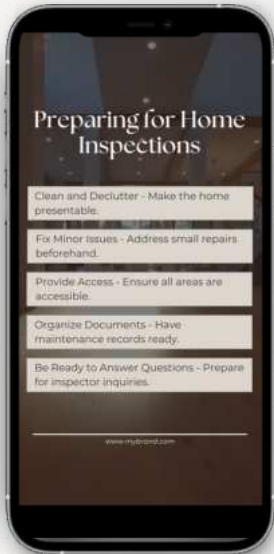 Preparing for Home
Inspections
Clean and Declutter - Make the home
presentable.
Fix Minor Issues - Address small repairs
beforehand.
Provide Access - Ensure all areas are
accessible.
Organize Documents - Have
maintenance records ready.
Be Ready to Answer Questions - Prepare
for inspector inquiries.
www.mybrand.com